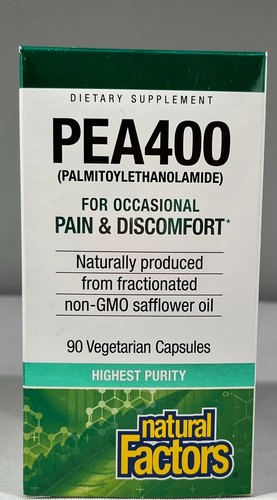 DIETARY SUPPLEMENT
PEA400
(PALMITOYLETHANOLAMIDE)
FOR OCCASIONAL
PAIN & DISCOMFORT*
Naturally produced
from fractionated
non-GMO safflower oil
90 Vegetarian Capsules
HIGHEST PURITY
natural
Factors